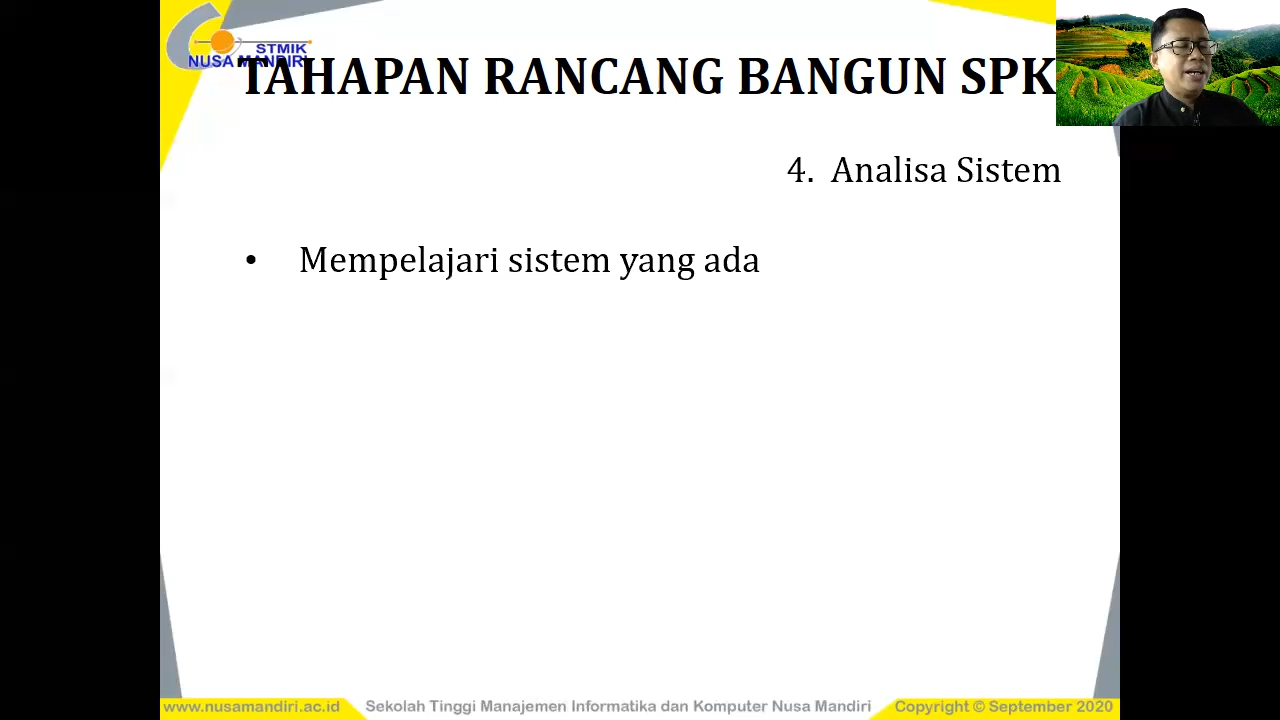 STMIK
NUSA MANDIRI
TAHAPAN RANCANG BANGUN SPK
4. Analisa Sistem
• Mempelajari sistem yang ada
www.nusamandiri.ac.id
Sekolah Tinggi Manajemen Informatika dan Komputer Nusa Mandiri
Copyright © September 2020